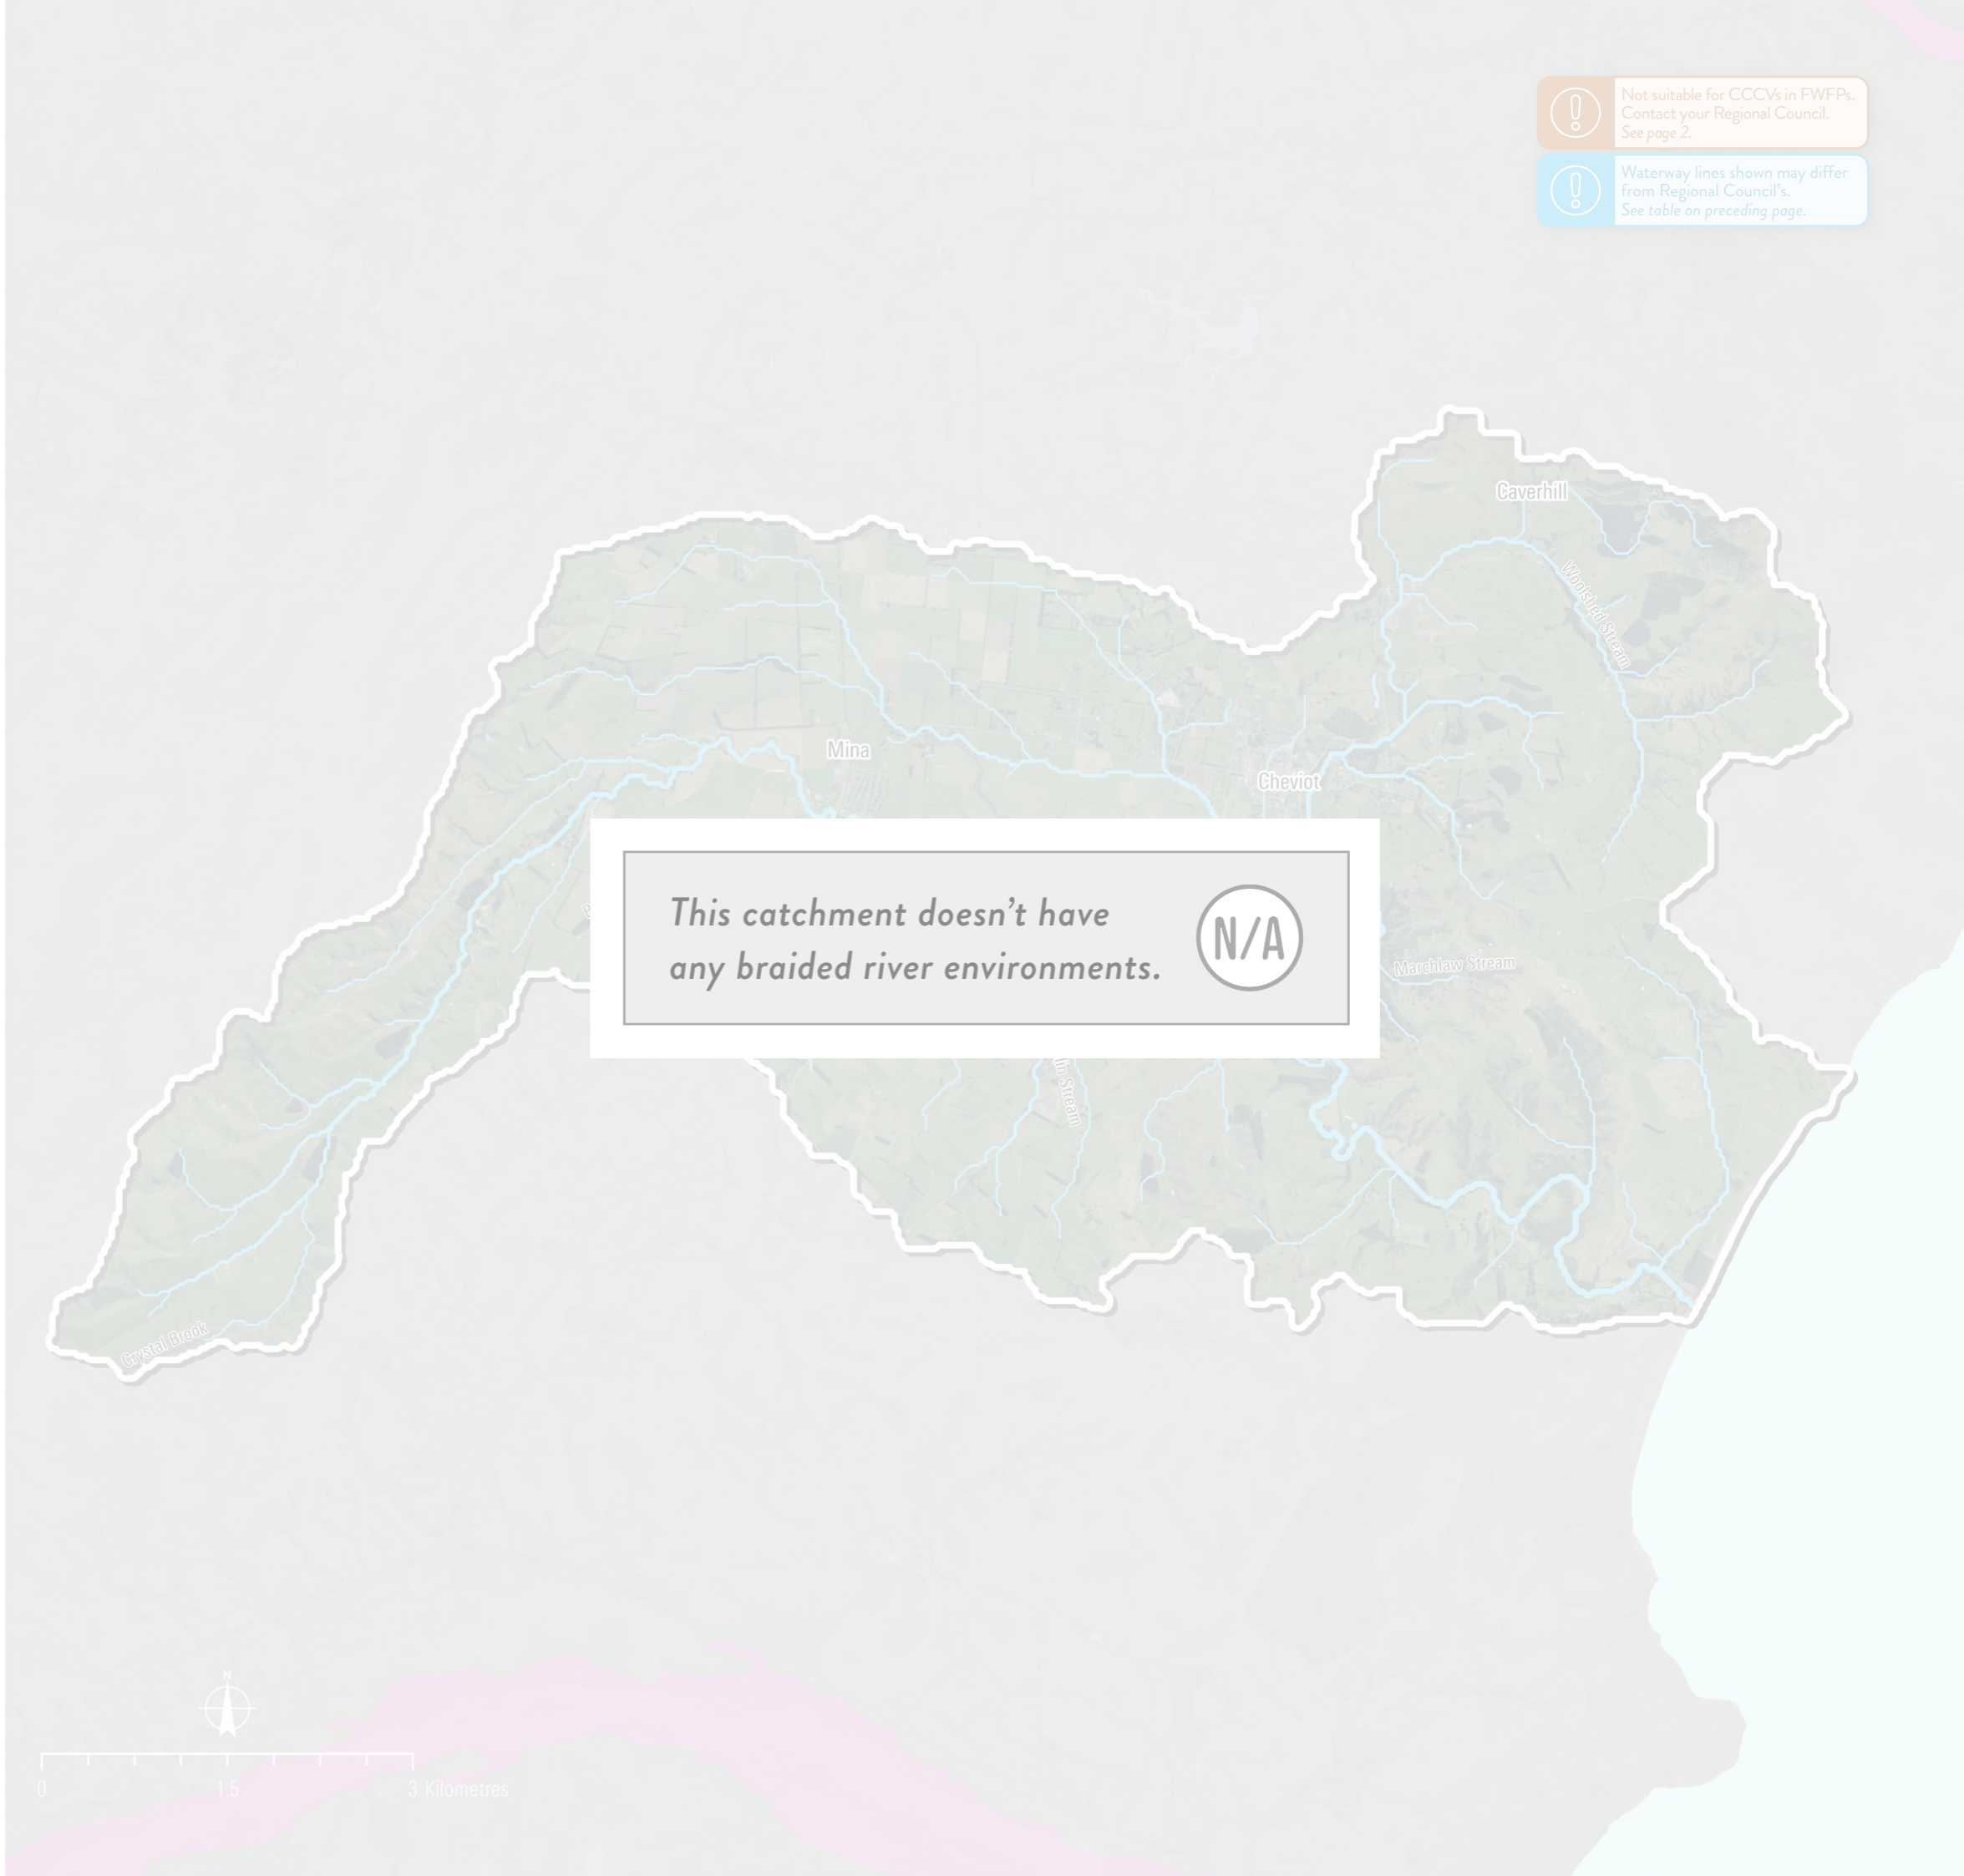 Not suitable for CCCVs in FWFPs.
Contact your Regional Council.
See page 2.
Waterway lines shown may differ
from Regional Council's.
See table on preceding page.
Caverhill
Woolshed Stream
Mina
Cheviot
This catchment doesn't have
any braided river environments.
N/A
Marchlaw Stream
Stream
Crystal Brook
N
0 1.5 3 Kilometres